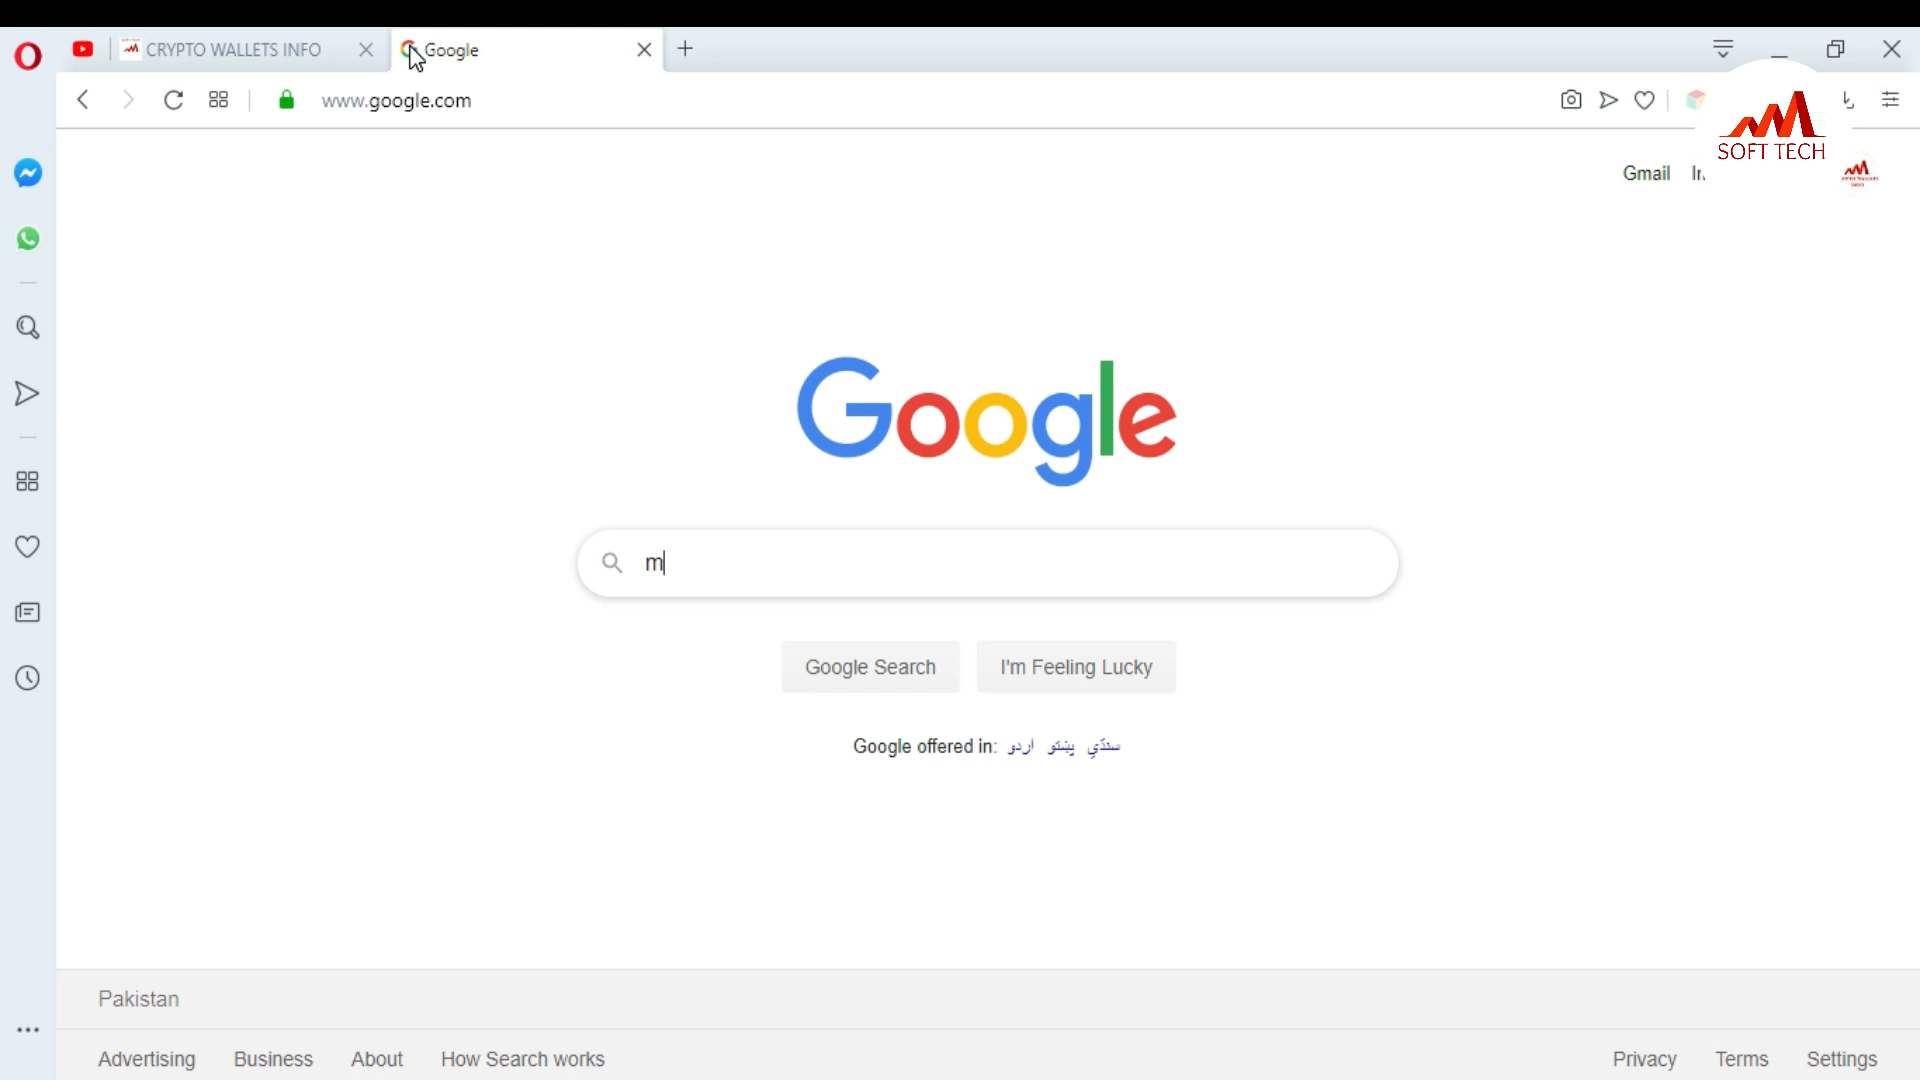 CRYPTO WALLETS INFO
Google
www.google.com
SOFT TECH
Gmail
Google
m
Google Search
I'm Feeling Lucky
Google offered in: اردو پښتو سنڌي
Pakistan
Advertising Business About How Search works
Privacy Terms Settings